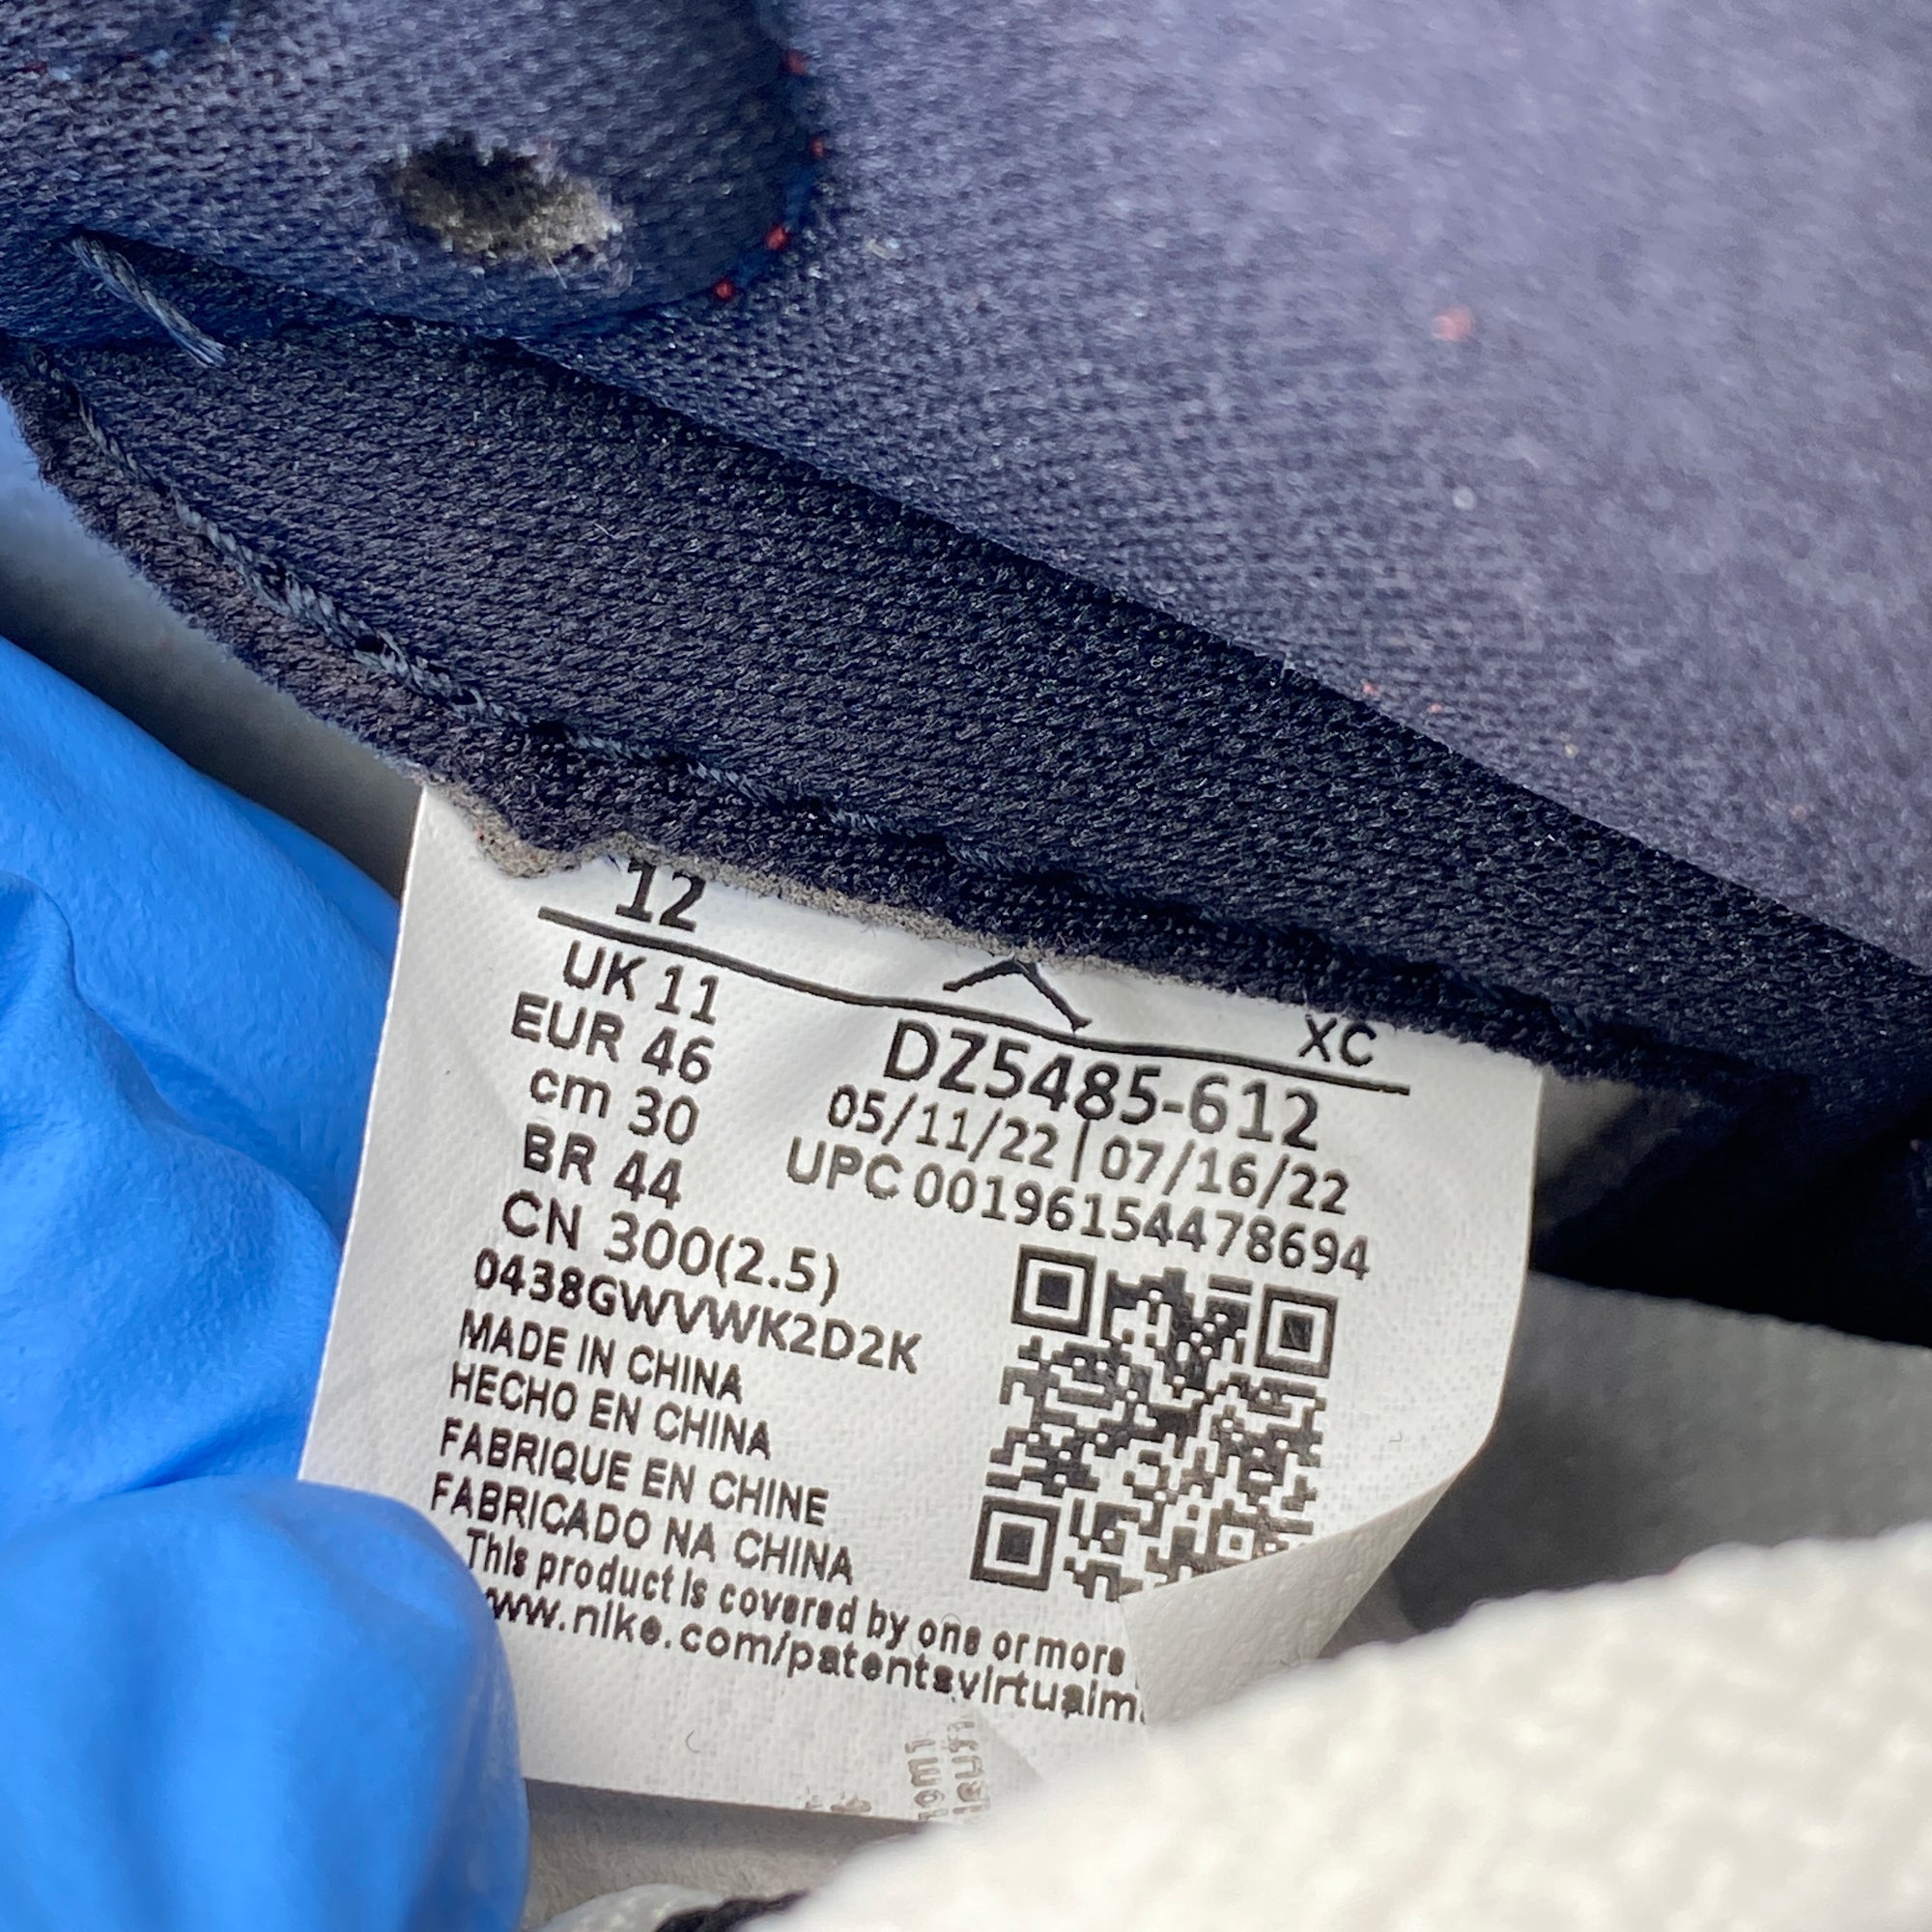 12
XC
UK 11
EUR 46
cm 30
BR 44
CN 300(2.5)
DZ5485-612
05/11/22 | 07/16/22
UPC 00196154478694
0438GWVWK2D2K
MADE IN CHINA
HECHO EN CHINA
FABRIQUE EN CHINE
FABRICADO NA CHINA
This product is covered by one or more
www.nike.com/patentsvirtualm